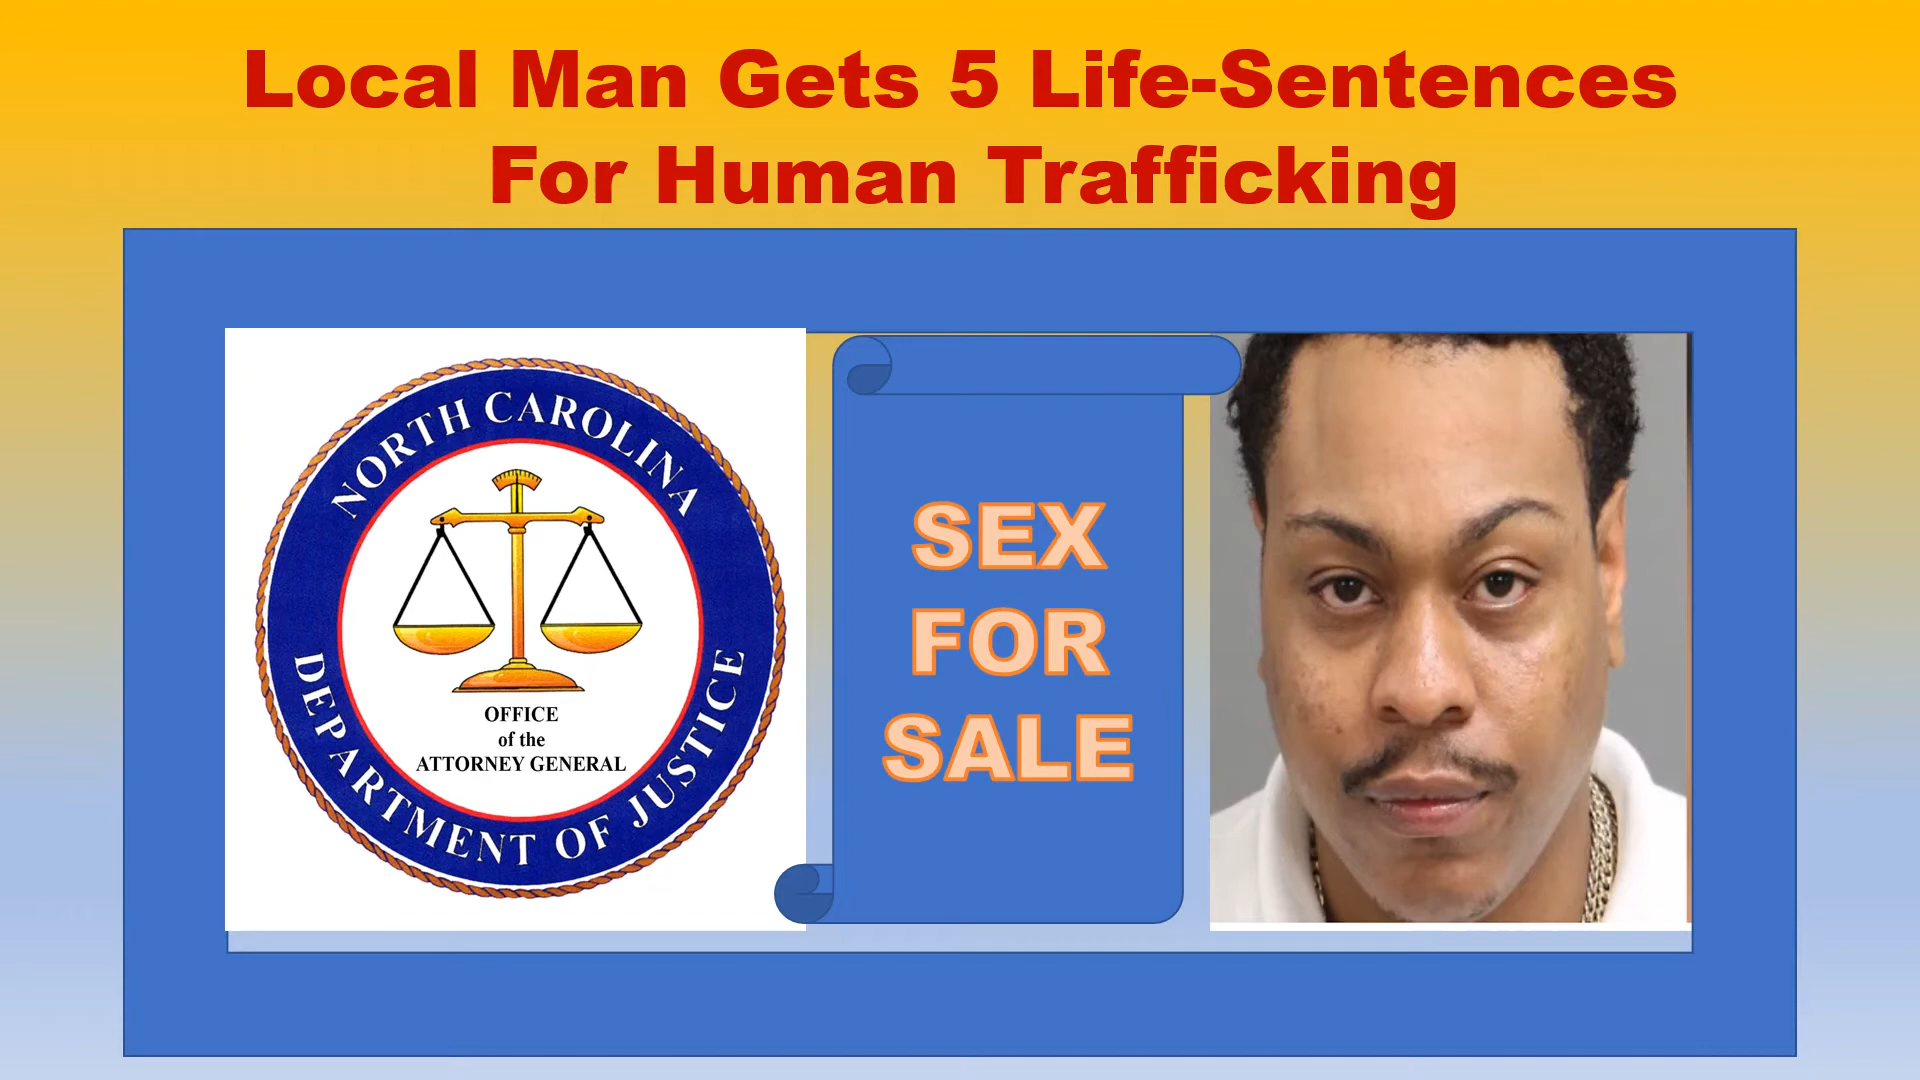 Local Man Gets 5 Life-Sentences
For Human Trafficking
NORTH CAROLINA
OFFICE
of the
ATTORNEY GENERAL
DEPARTMENT OF JUSTICE
SEX
FOR
SALE